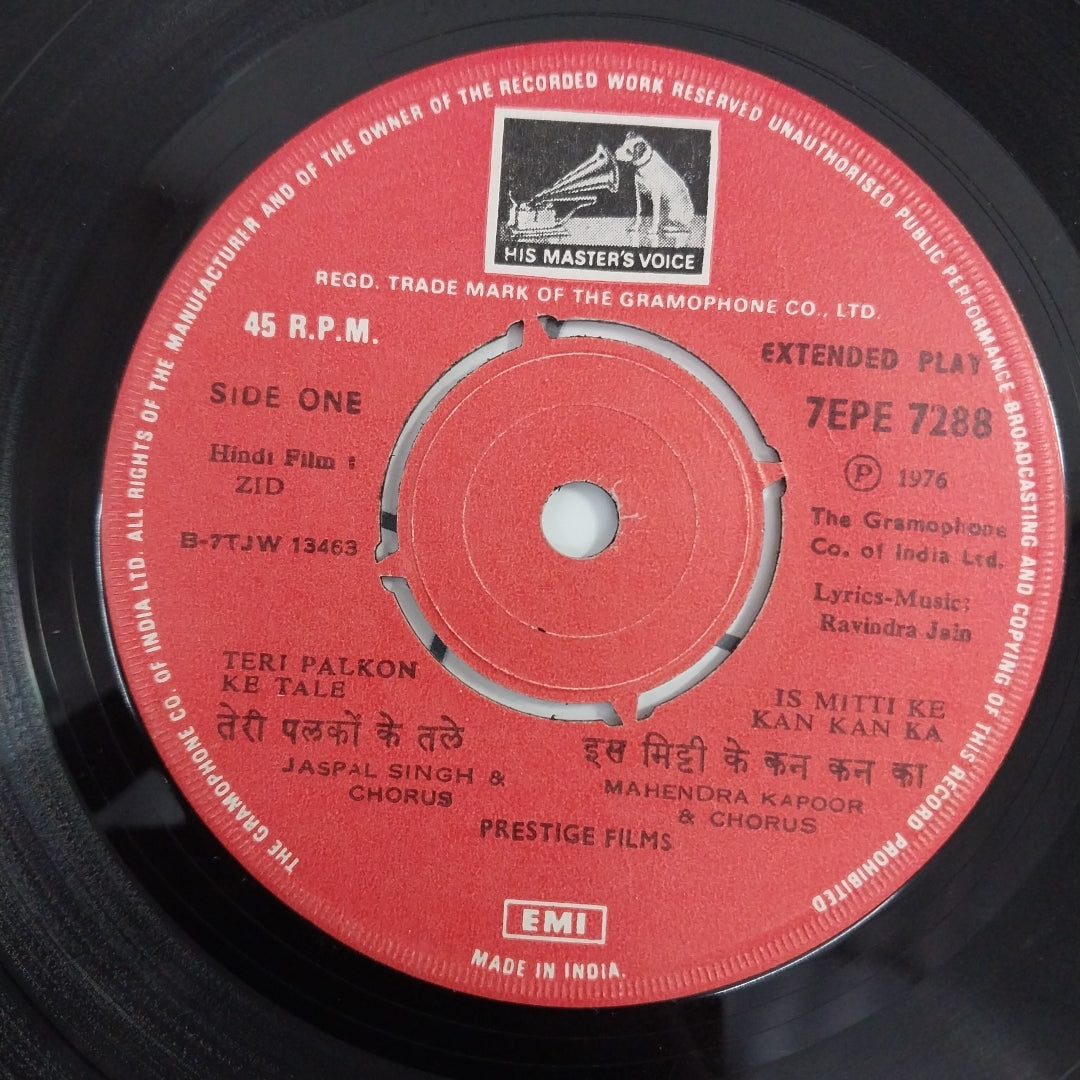 THE GRAMOPHONE CO. OF INDIA LTD. ALL RIGHTS OF THE MANUFACTURER AND OF THE OWNER OF THE RECORDED WORK RESERVED UNAUTHORISED PUBLIC PERFORMANCE BROADCASTING AND COPYING OF THIS RECORD PROHIBITED
HIS MASTER'S VOICE
REGD. TRADE MARK OF THE GRAMOPHONE CO., LTD.
45 R.P.M.
EXTENDED PLAY
SIDE ONE
7EPE 7288
Hindi Film :
ZID
Ⓟ 1976
B-7TJW 13463
The Gramophone
Co. of India Ltd.
Lyrics-Music:
Ravindra Jain
TERI PALKON
KE TALE
तेरी पलकों के तले
JASPAL SINGH &
CHORUS
IS MITTI KE
KAN KAN KA
इस मिट्टी के कन कन का
MAHENDRA KAPOOR
& CHORUS
PRESTIGE FILMS
EMI
MADE IN INDIA.